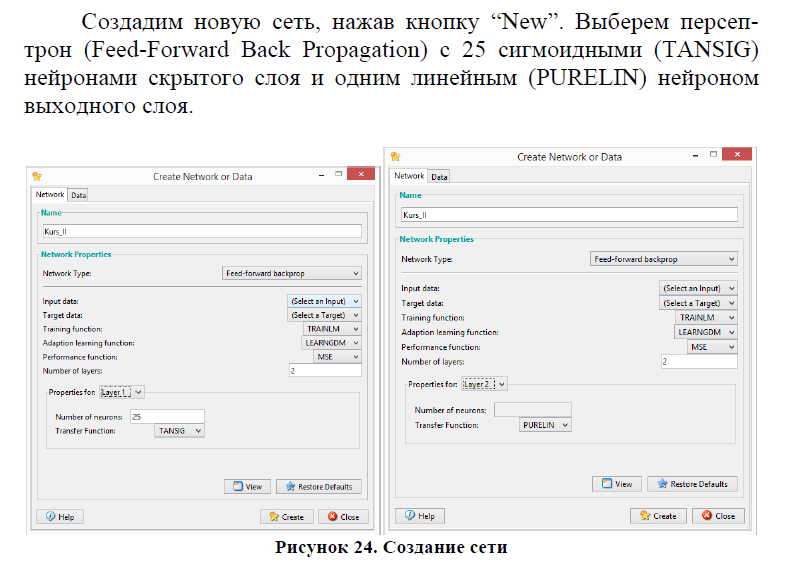 Создадим новую сеть, нажав кнопку “New”. Выберем персеп-
трон (Feed-Forward Back Propagation) с 25 сигмоидными (TANSIG)
нейронами скрытого слоя и одним линейным (PURELIN) нейроном
выходного слоя.
Create Network or Data
Network Data
Name
Kurs_II
Network Properties
Network Type: Feed-forward backprop
Input data: (Select an Input)
Target data: (Select a Target)
Training function: TRAINLM
Adaption learning function: LEARNGDM
Performance function: MSE
Number of layers: 2
Properties for: Layer 1
Number of neurons: 25
Transfer Function: TANSIG
View Restore Defaults
Help Create Close
Create Network or Data
Network Data
Name
Kurs_II
Network Properties
Network Type: Feed-forward backprop
Input data: (Select an Input)
Target data: (Select a Target)
Training function: TRAINLM
Adaption learning function: LEARNGDM
Performance function: MSE
Number of layers: 2
Properties for: Layer 2
Number of neurons:
Transfer Function: PURELIN
View Restore Defaults
Help Create Close
Рисунок 24. Создание сети